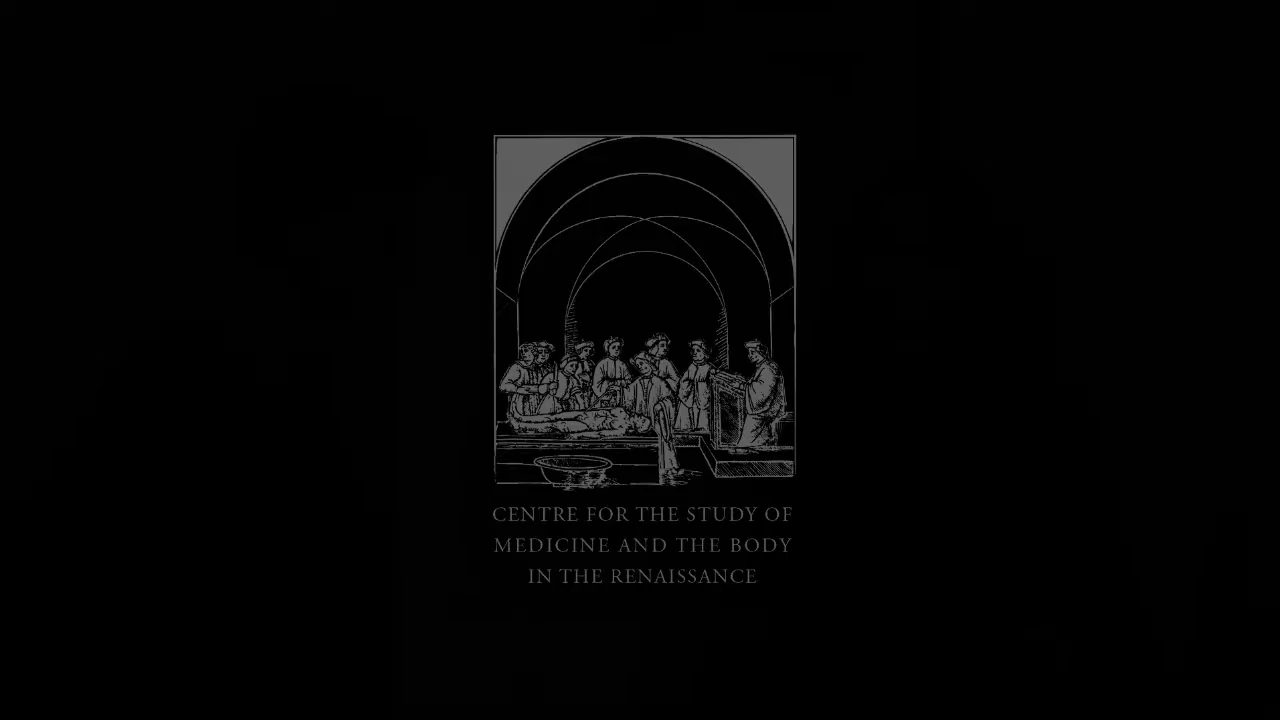 CENTRE FOR THE STUDY OF
MEDICINE AND THE BODY
IN THE RENAISSANCE